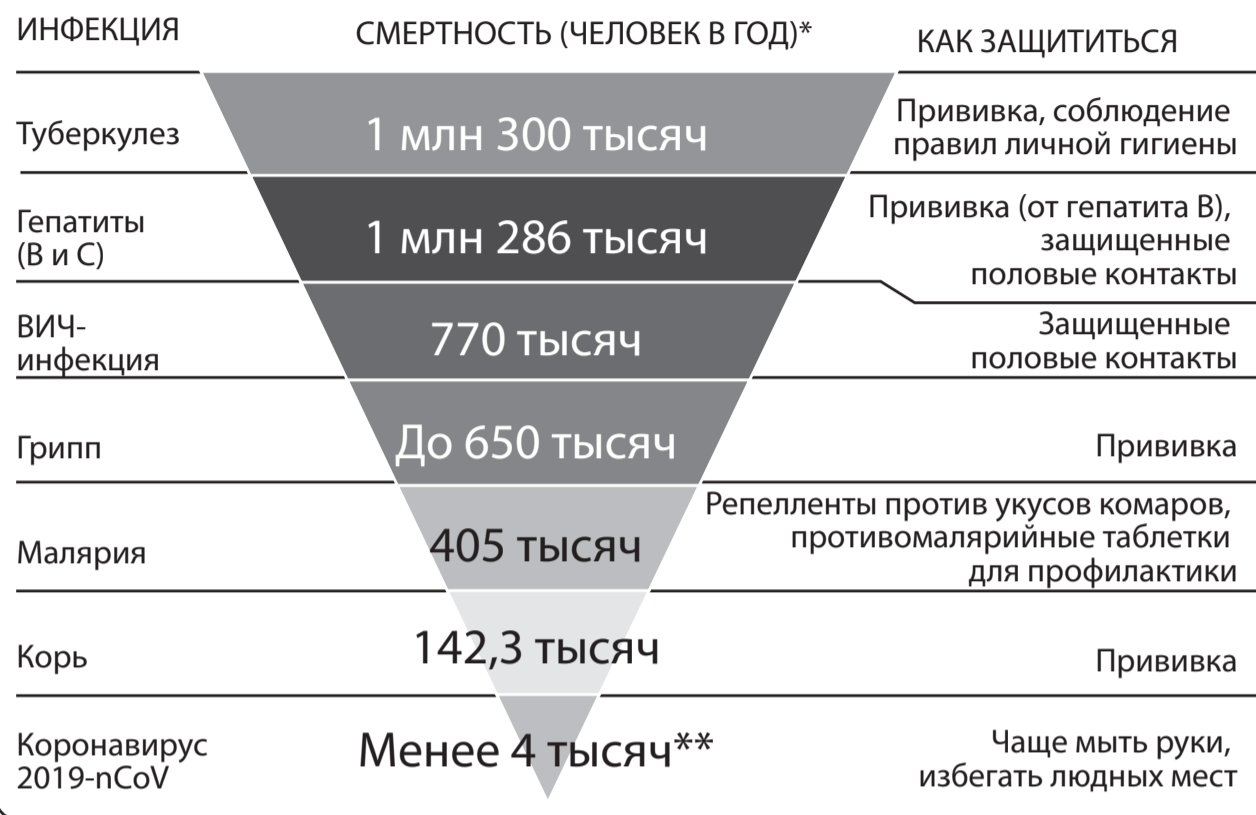 ИНФЕКЦИЯ
СМЕРТНОСТЬ (ЧЕЛОВЕК В ГОД)*
КАК ЗАЩИТИТЬСЯ
Туберкулез
1 млн 300 тысяч
Прививка, соблюдение
правил личной гигиены
Гепатиты
(В и С)
1 млн 286 тысяч
Прививка (от гепатита В),
защищенные
половые контакты
ВИЧ-
инфекция
770 тысяч
Защищенные
половые контакты
Грипп
До 650 тысяч
Прививка
Малярия
405 тысяч
Репелленты против укусов комаров,
противомалярийные таблетки
для профилактики
Корь
142,3 тысяч
Прививка
Коронавирус
2019-nCoV
Менее 4 тысяч**
Чаще мыть руки,
избегать людных мест